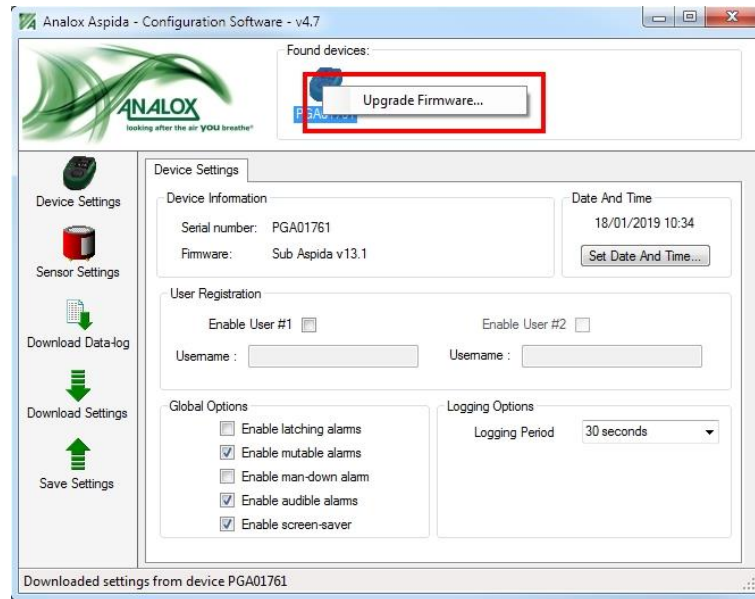 Analox Aspida - Configuration Software - v4.7
Found devices:
Upgrade Firmware...
ANALOX
looking after the air YOU breathe®
Device Settings
Sensor Settings
Download Data-log
Download Settings
Save Settings
Device Settings
Device Information
Serial number: PGA01761
Firmware: Sub Aspida v13.1
Date And Time
18/01/2019 10:34
Set Date And Time...
User Registration
Enable User #1
Enable User #2
Username :
Username :
Global Options
Enable latching alarms
Enable mutable alarms
Enable man-down alarm
Enable audible alarms
Enable screen-saver
Logging Options
Logging Period 30 seconds
Downloaded settings from device PGA01761